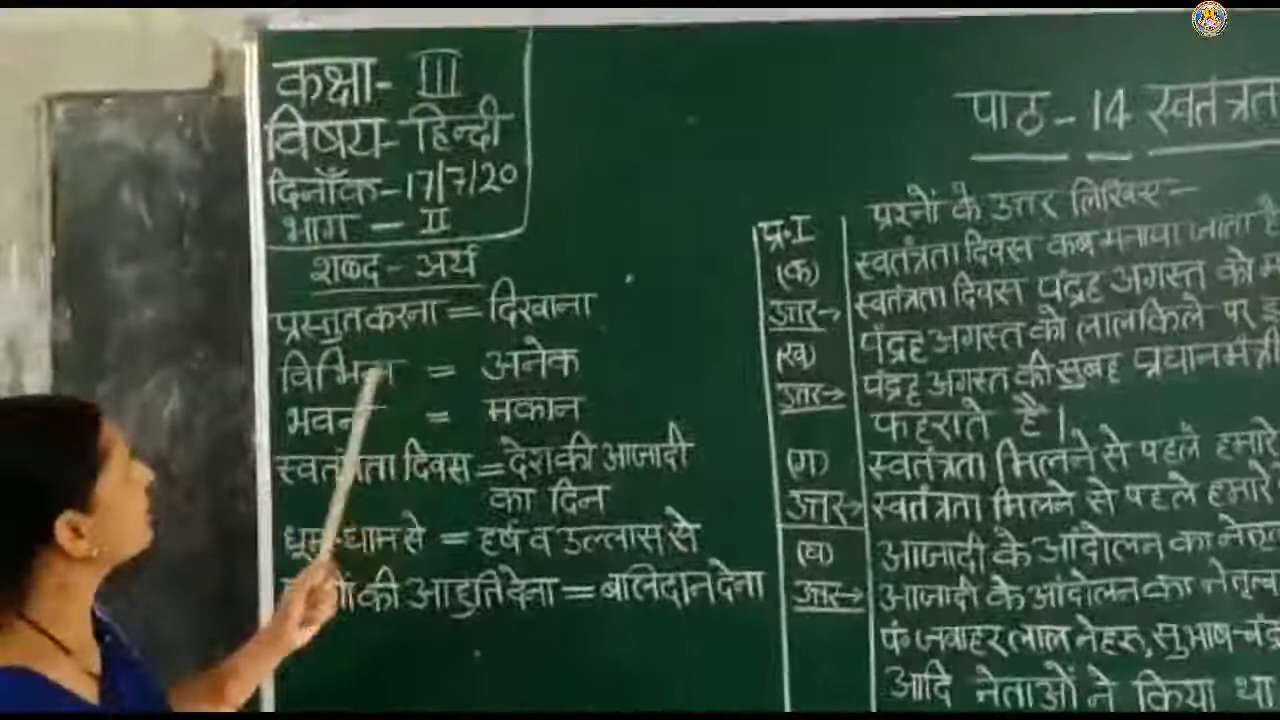 कक्षा- III
विषय- हिन्दी
दिनाँक-17/7/20
भाग - II
शब्द-अर्थ
प्रस्तुत करना = दिखाना
विभिन्न = अनेक
भवन = मकान
स्वतंत्रता दिवस = देश की आजादी
का दिन
धूम-धाम से = हर्ष व उल्लास से
की आहुति देना = बलिदान देना
पाठ- 14 स्वतंत्रत
प्रश्नों के उत्तर लिखिए -
प्र.I
(क) स्वतंत्रता दिवस कब मनाया जाता है
उत्तर→ स्वतंत्रता दिवस पंद्रह अगस्त को म
(ख) पंद्रह अगस्त को लालकिले पर
उत्तर→ पंद्रह अगस्त की सुबह प्रधानमंत्री
फहराते है।
(ग) स्वतंत्रता मिलने से पहले हमारे
उत्तर→ स्वतंत्रता मिलने से पहले हमारे
(घ) आजादी के आंदोलन का नेतृ
उत्तर→ आजादी के आंदोलन का नेतृत्व
पं जवाहर लाल नेहरू, सुभाष-चंद्र
आदि नेताओं ने किया था